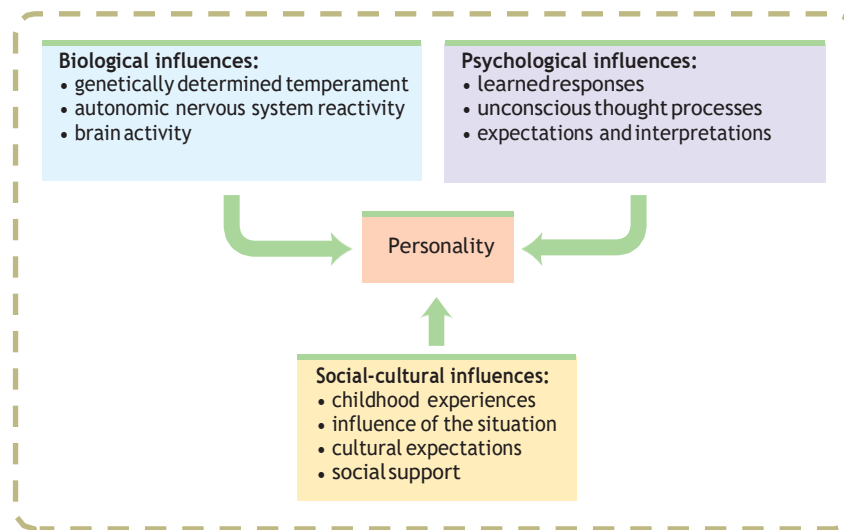 Biological influences:
• genetically determined temperament
• autonomic nervous system reactivity
• brain activity
Psychological influences:
• learned responses
• unconscious thought processes
• expectations and interpretations
Personality
Social-cultural influences:
• childhood experiences
• influence of the situation
• cultural expectations
• social support